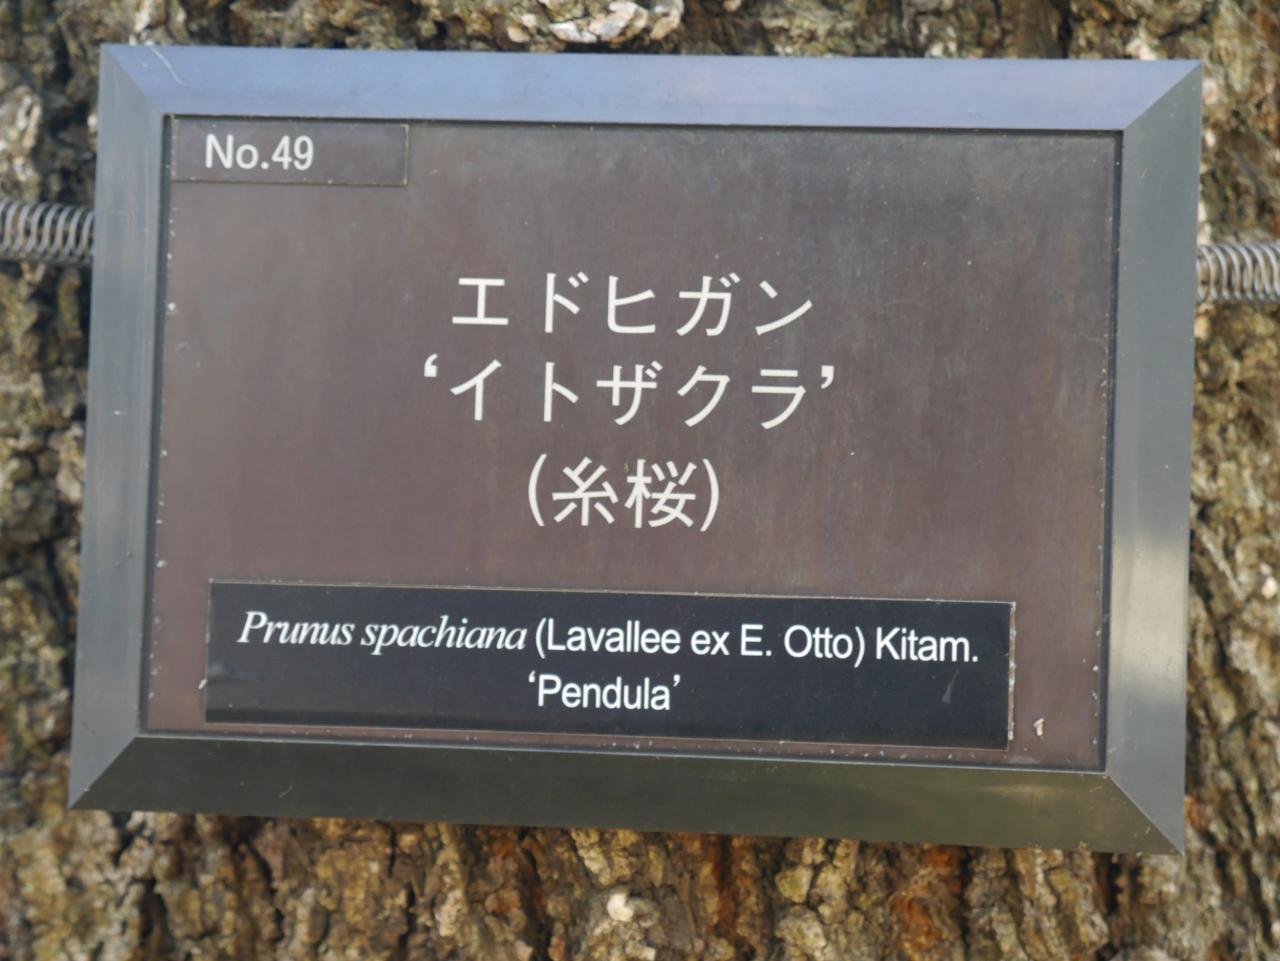 No.49
エドヒガン
‘イトザクラ’
(糸桜)
Prunus spachiana (Lavallee ex E. Otto) Kitam.
‘Pendula’